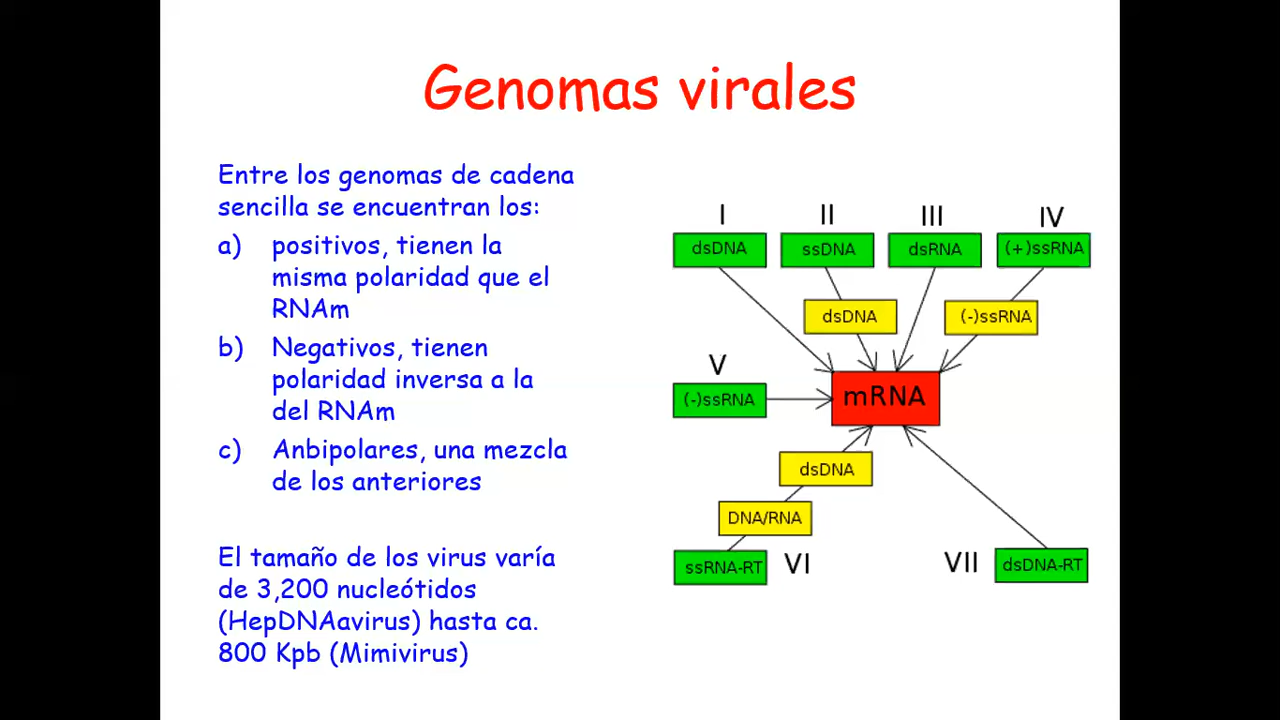 Genomas virales
Entre los genomas de cadena
sencilla se encuentran los:
a) positivos, tienen la
misma polaridad que el
RNAm
b) Negativos, tienen
polaridad inversa a la
del RNAm
c) Anbipolares, una mezcla
de los anteriores
El tamaño de los virus varía
de 3,200 nucleótidos
(HepDNAavirus) hasta ca.
800 Kpb (Mimivirus)
I II III IV
dsDNA ssDNA dsRNA (+)ssRNA
dsDNA (-)ssRNA
V
(-)ssRNA mRNA
dsDNA
DNA/RNA
ssRNA-RT VI VII dsDNA-RT